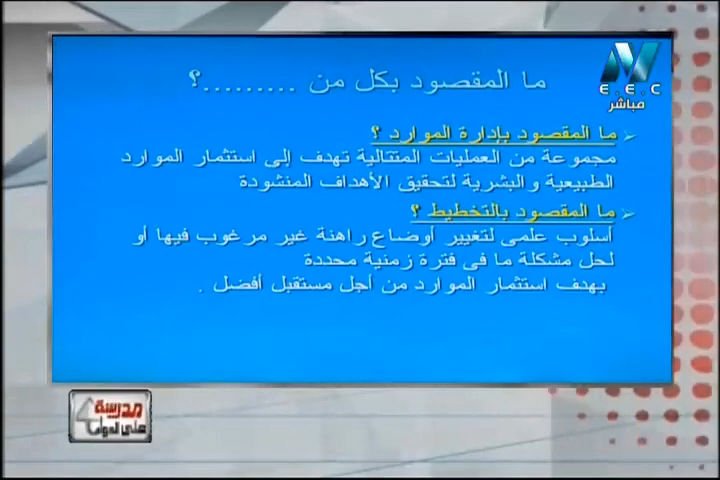 ما المقصود بكل من .........؟
E . E . C
مباشر
ما المقصود بإدارة الموارد ؟
مجموعة من العمليات المتتالية تهدف إلى استثمار الموارد
الطبيعية والبشرية لتحقيق الأهداف المنشودة
ما المقصود بالتخطيط ؟
أسلوب علمى لتغيير أوضاع راهنة غير مرغوب فيها أو
لحل مشكلة ما فى فترة زمنية محددة
بهدف استثمار الموارد من أجل مستقبل أفضل .
مدرسة
على الهواء